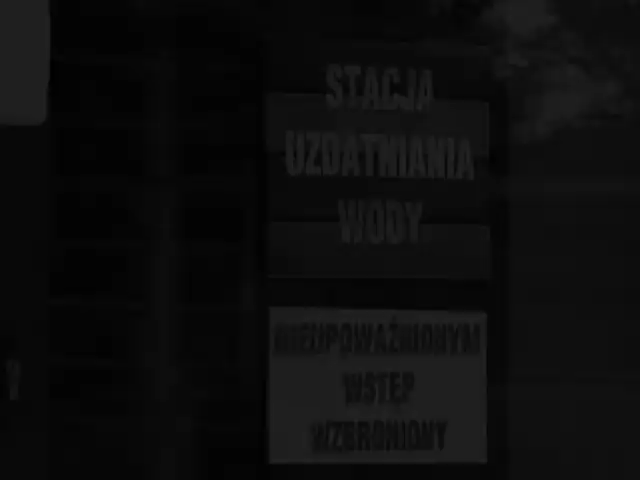 STACJA
UZDATNIANIA
WODY
NIEUPOWAŻNIONYM
WSTĘP
WZBRONIONY